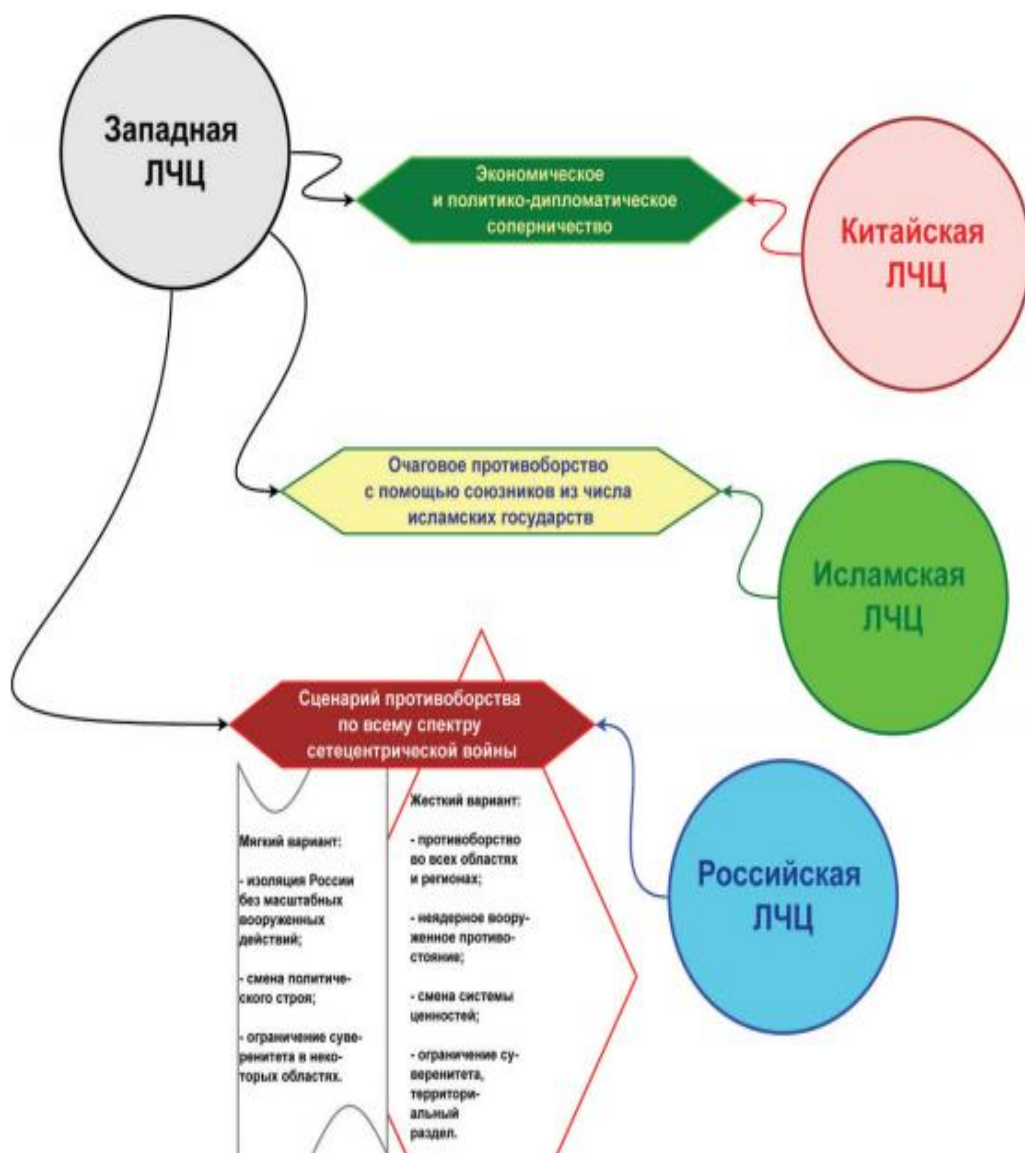 Западная
ЛЧЦ
Экономическое
и политико-дипломатическое
соперничество
Китайская
ЛЧЦ
Очаговое противоборство
с помощью союзников из числа
исламских государств
Исламская
ЛЧЦ
Сценарий противоборства
по всему спектру
сетецентрической войны
Российская
ЛЧЦ
Мягкий вариант:
- изоляция России
без масштабных
вооруженных
действий;
- смена политиче-
ского строя;
- ограничение суве-
ренитета в неко-
торых областях.
Жесткий вариант:
- противоборство
во всех областях
и регионах;
- неядерное воору-
женное противо-
стояние;
- смена системы
ценностей;
- ограничение су-
веренитета,
территори-
альный
раздел.